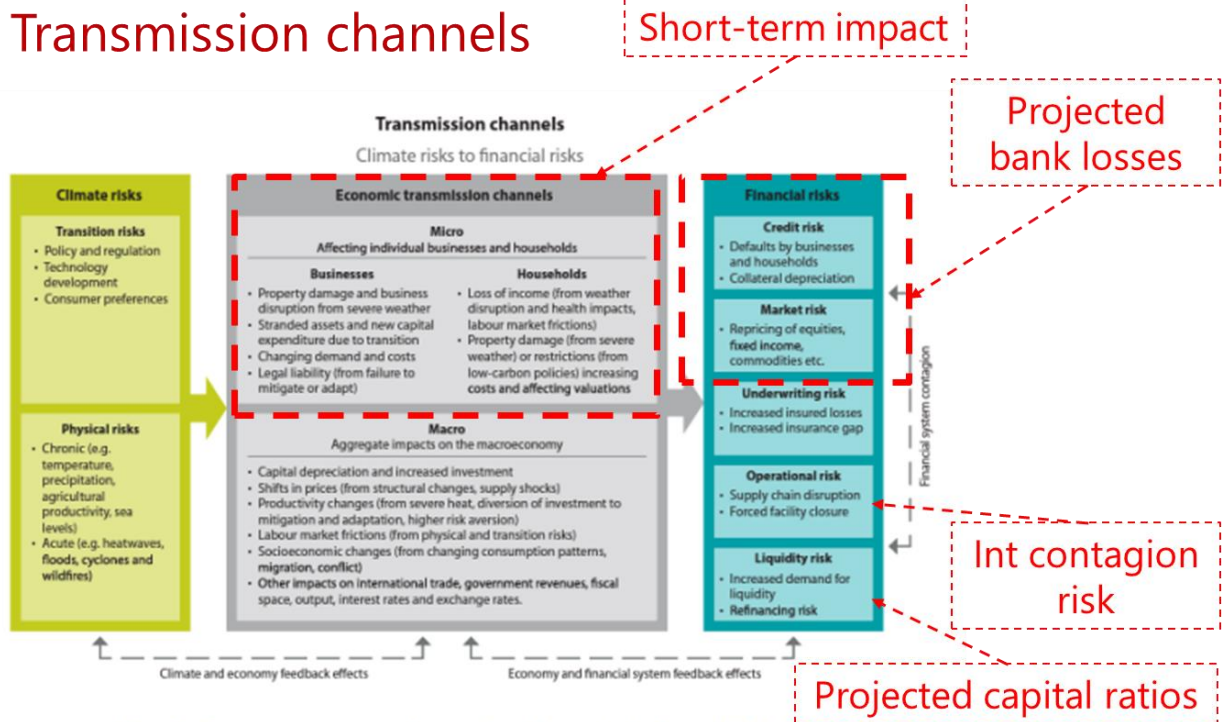 Transmission channels
Short-term impact
Projected
bank losses
Transmission channels
Climate risks to financial risks
Climate risks
Transition risks
• Policy and regulation
• Technology
development
• Consumer preferences
Physical risks
• Chronic (e.g.
temperature,
precipitation,
agricultural
productivity, sea
levels)
• Acute (e.g. heatwaves,
floods, cyclones and
wildfires)
Economic transmission channels
Micro
Affecting individual businesses and households
Businesses
• Property damage and business
disruption from severe weather
• Stranded assets and new capital
expenditure due to transition
• Changing demand and costs
• Legal liability (from failure to
mitigate or adapt)
Households
• Loss of income (from weather
disruption and health impacts,
labour market frictions)
• Property damage (from severe
weather) or restrictions (from
low-carbon policies) increasing
costs and affecting valuations
Macro
Aggregate impacts on the macroeconomy
• Capital depreciation and increased investment
• Shifts in prices (from structural changes, supply shocks)
• Productivity changes (from severe heat, diversion of investment to
mitigation and adaptation, higher risk aversion)
• Labour market frictions (from physical and transition risks)
• Socioeconomic changes (from changing consumption patterns,
migration, conflict)
• Other impacts on international trade, government revenues, fiscal
space, output, interest rates and exchange rates.
Financial risks
Credit risk
• Defaults by businesses
and households
• Collateral depreciation
Market risk
• Repricing of equities,
fixed income,
commodities etc.
Underwriting risk
• Increased insured losses
• Increased insurance gap
Operational risk
• Supply chain disruption
• Forced facility closure
Liquidity risk
• Increased demand for
liquidity
• Refinancing risk
Financial system contagion
Int contagion
risk
Climate and economy feedback effects
Economy and financial system feedback effects
Projected capital ratios